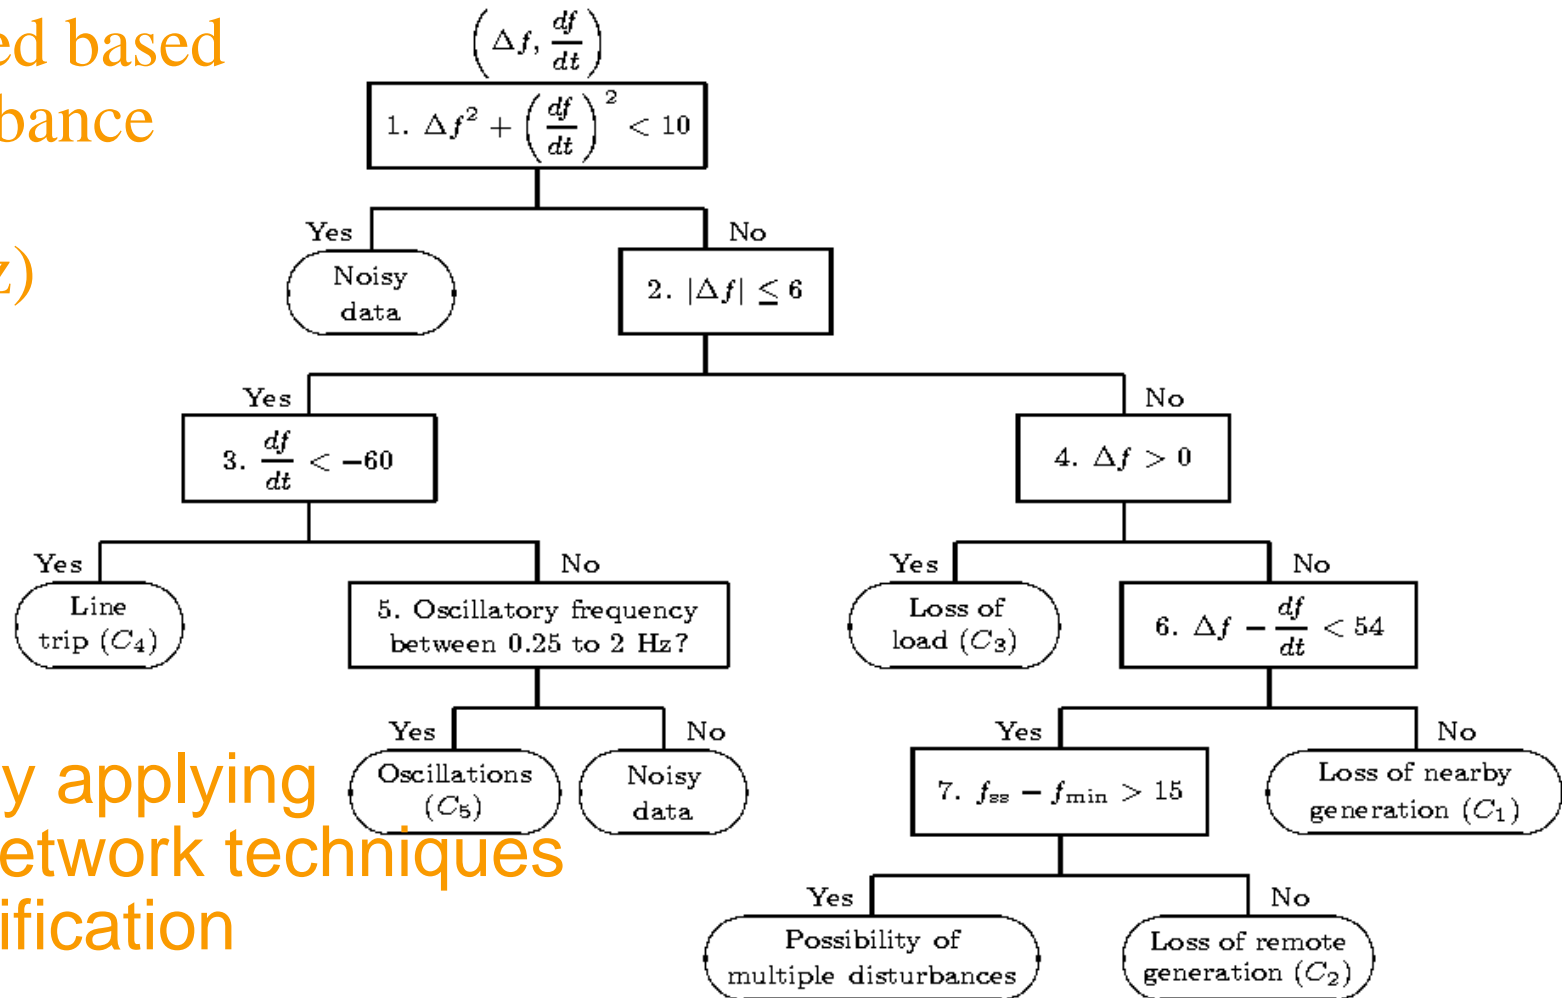 ed based
bance
z)
(Δf, df/dt)
1. Δf² + (df/dt)² < 10
Yes
No
Noisy
data
2. |Δf| ≤ 6
Yes
No
3. df/dt < −60
4. Δf > 0
Yes
No
Yes
No
Line
trip (C₄)
5. Oscillatory frequency
between 0.25 to 2 Hz?
Loss of
load (C₃)
6. Δf − df/dt < 54
Yes
No
Yes
No
Oscillations
(C₅)
Noisy
data
7. fss − fmin > 15
Loss of nearby
generation (C₁)
Yes
No
Possibility of
multiple disturbances
Loss of remote
generation (C₂)
y applying
etwork techniques
ification